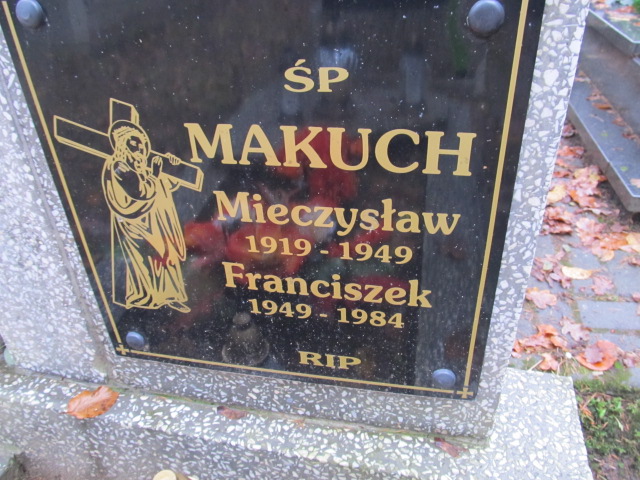 ŚP
MAKUCH
Mieczysław
1919 - 1949
Franciszek
1949 - 1984
RIP